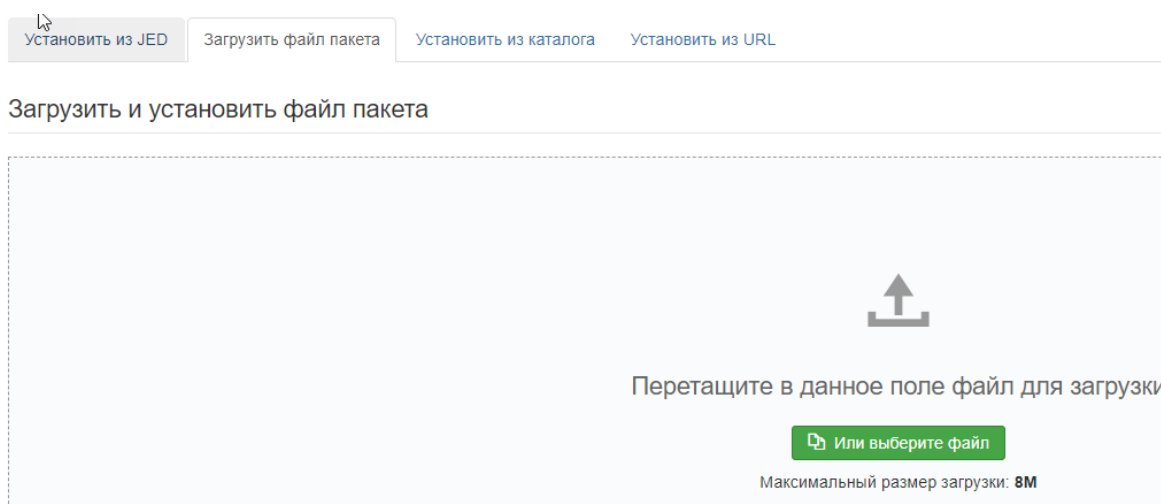 Установить из JED Загрузить файл пакета Установить из каталога Установить из URL
Загрузить и установить файл пакета
Перетащите в данное поле файл для загрузки
Или выберите файл
Максимальный размер загрузки: 8M